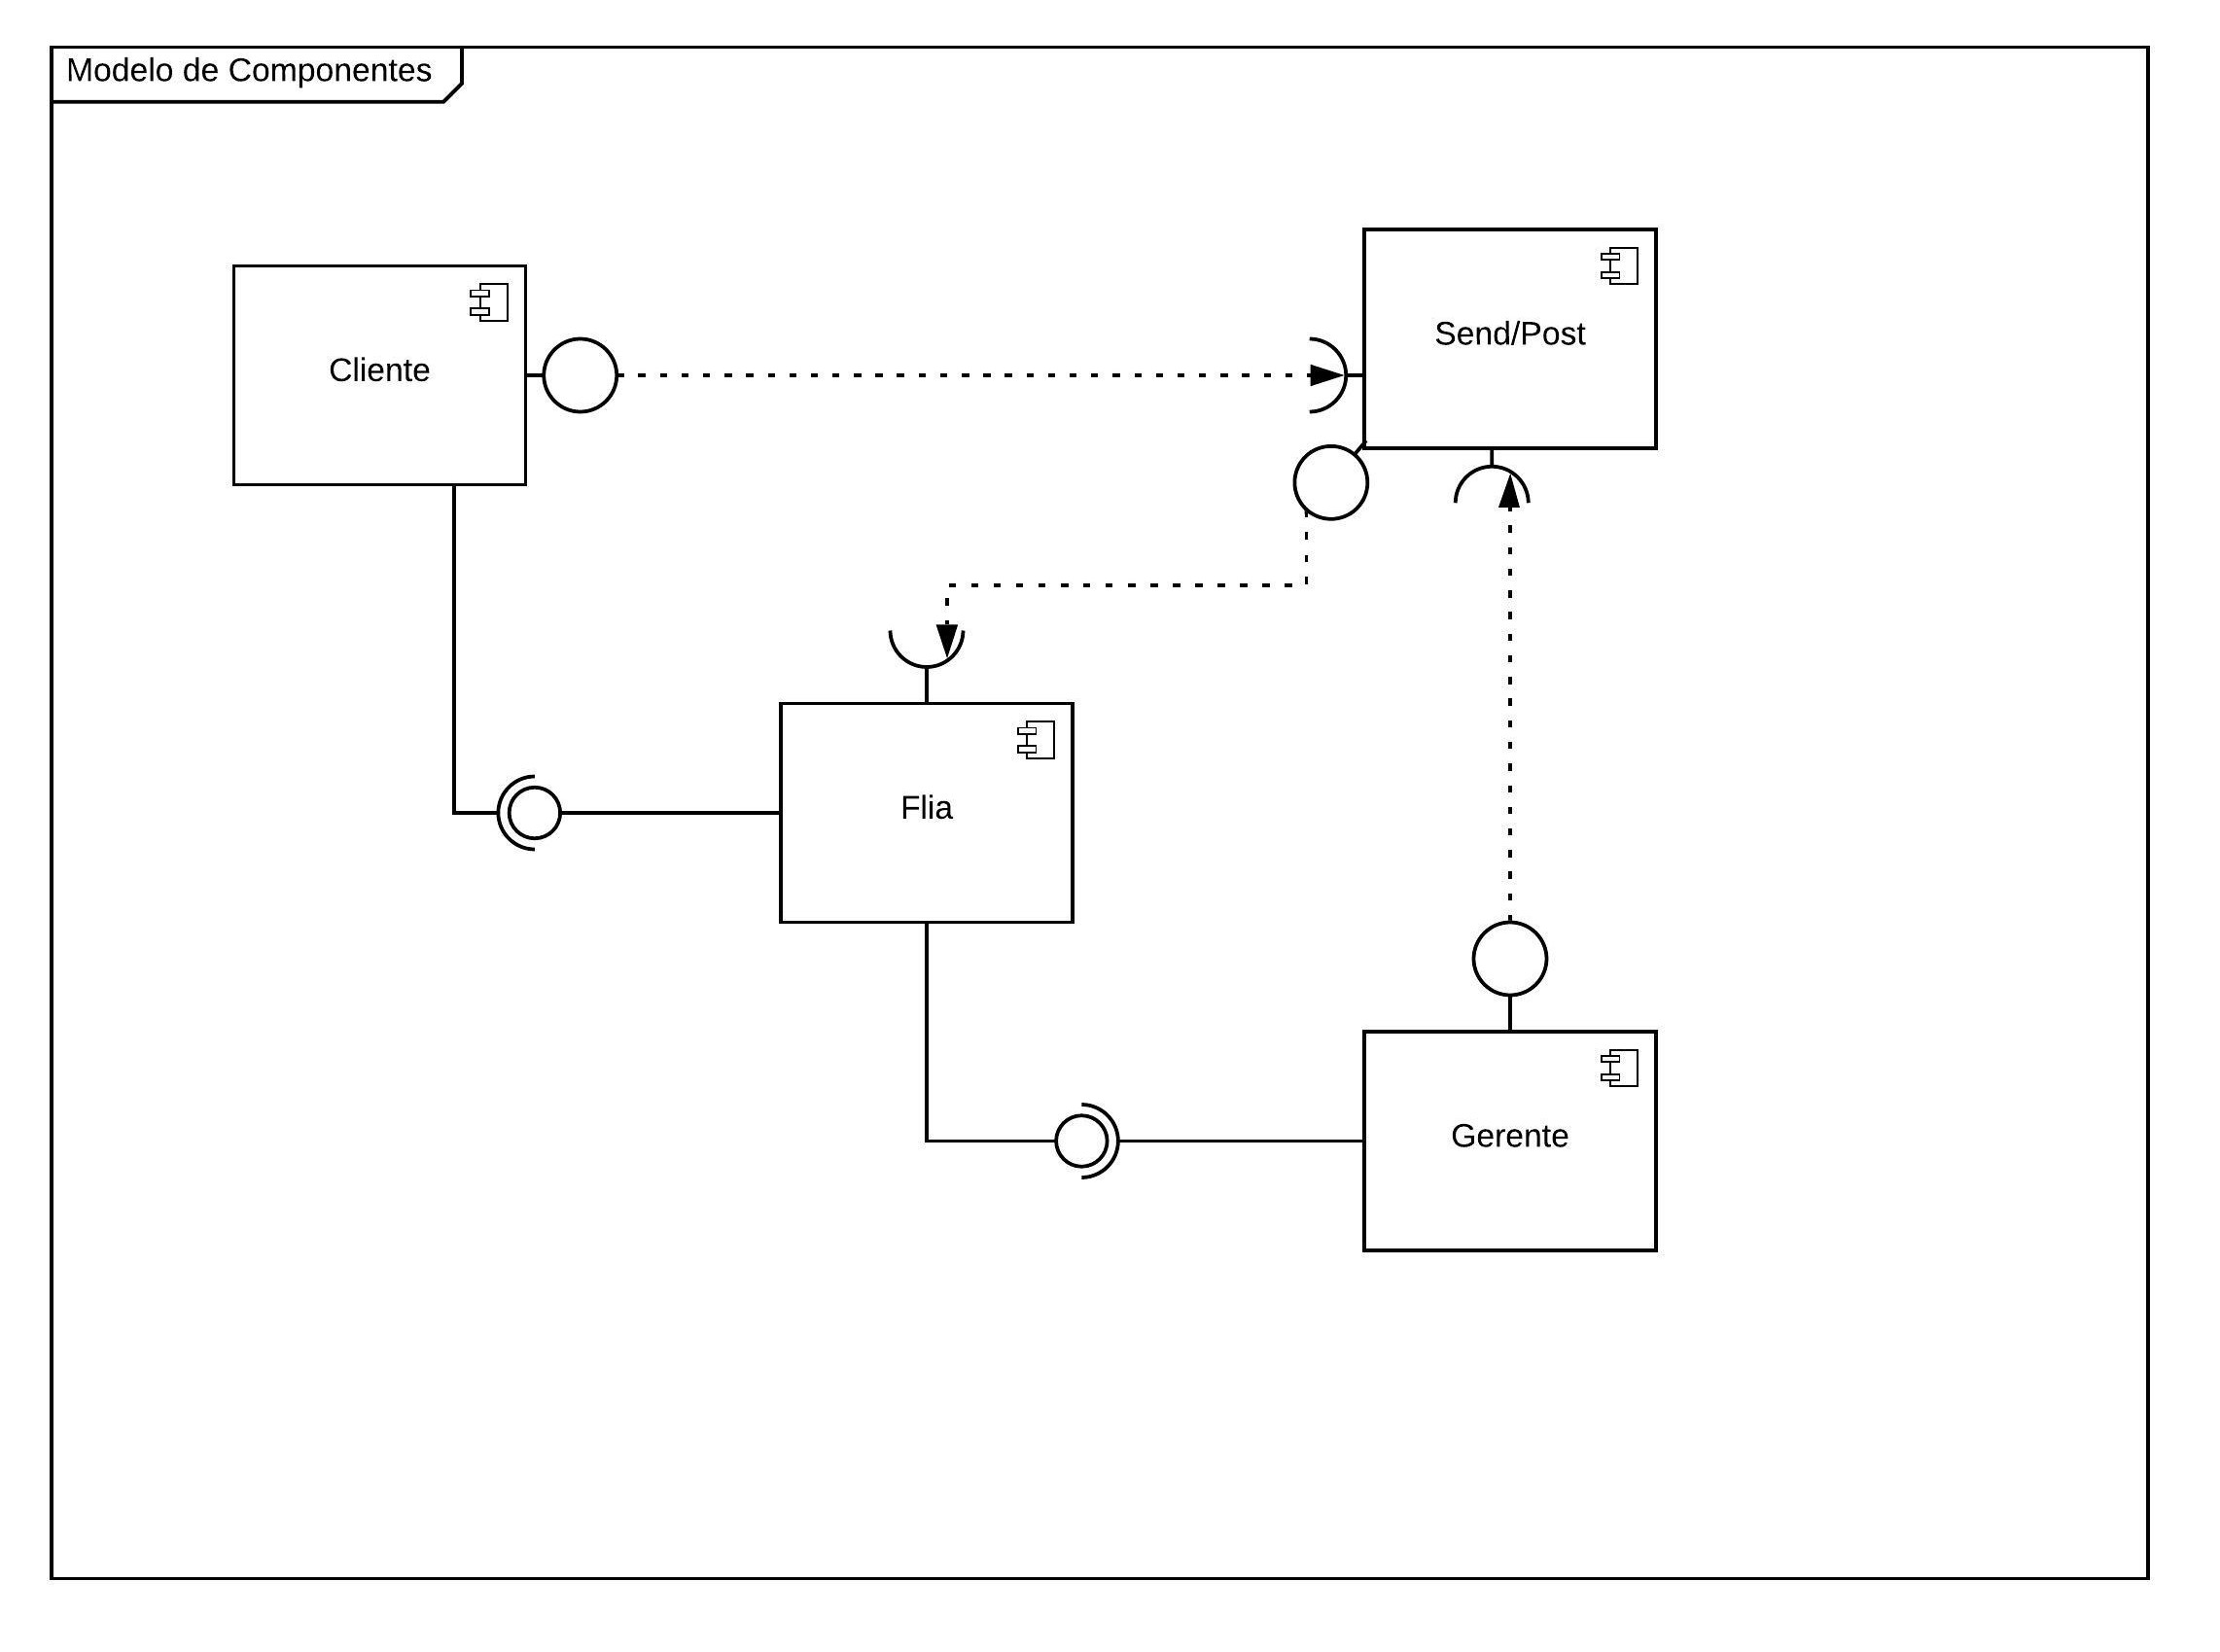 Modelo de Componentes
Send/Post
Cliente
Flia
Gerente